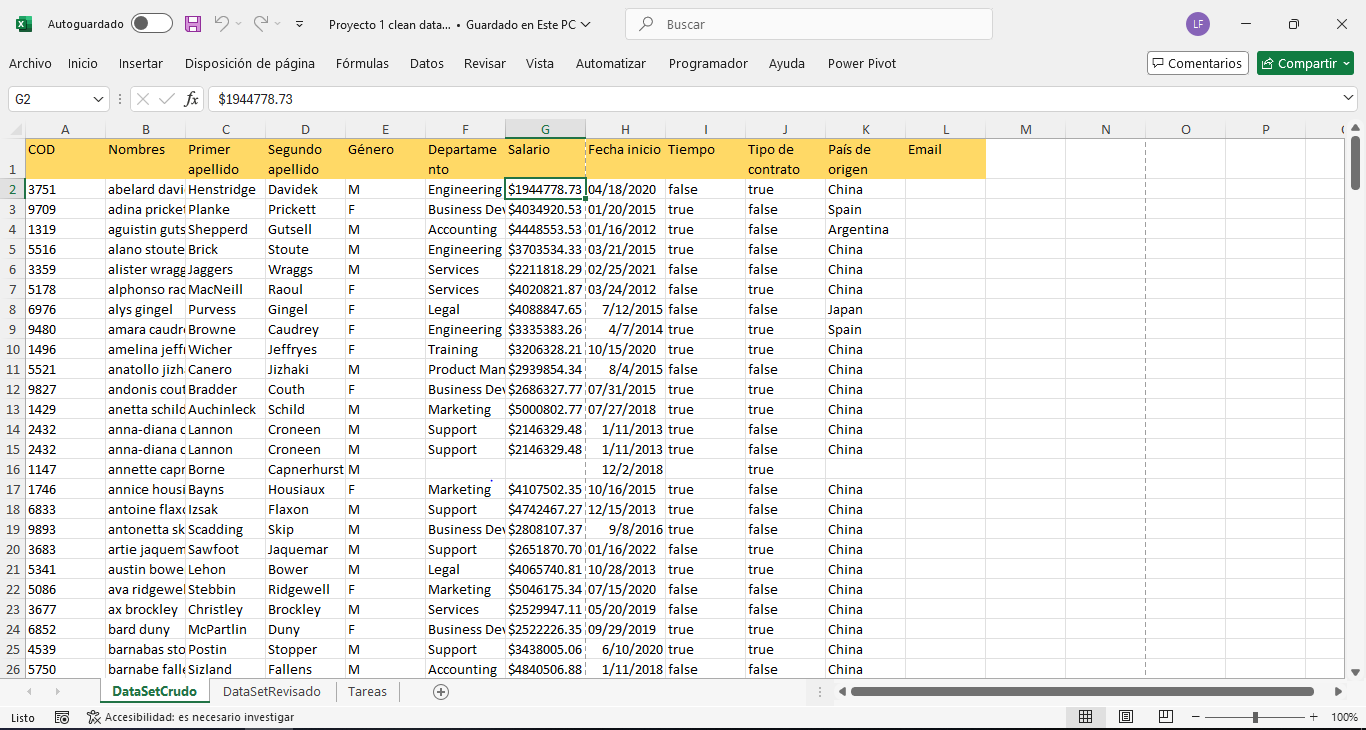 Autoguardado Proyecto 1 clean data... • Guardado en Este PC Buscar LF
Archivo Inicio Insertar Disposición de página Fórmulas Datos Revisar Vista Automatizar Programador Ayuda Power Pivot Comentarios Compartir
G2 fx $1944778.73
A B C D E F G H I J K L M N O P
COD Nombres Primer Segundo Género Departame Salario Fecha inicio Tiempo Tipo de País de Email
1 apellido apellido nto contrato origen
2 3751 abelard davi Henstridge Davidek M Engineering $1944778.73 04/18/2020 false true China
3 9709 adina pricket Planke Prickett F Business Dev $4034920.53 01/20/2015 true false Spain
4 1319 aguistin guts Shepperd Gutsell M Accounting $4448553.53 01/16/2012 true false Argentina
5 5516 alano stoute Brick Stoute M Engineering $3703534.33 03/21/2015 true false China
6 3359 alister wragg Jaggers Wraggs M Services $2211818.29 02/25/2021 false false China
7 5178 alphonso rao MacNeill Raoul F Services $4020821.87 03/24/2012 false true China
8 6976 alys gingel Purvess Gingel F Legal $4088847.65 7/12/2015 false false Japan
9 9480 amara caudre Browne Caudrey F Engineering $3335383.26 4/7/2014 true true Spain
10 1496 amelina jeffr Wicher Jeffryes F Training $3206328.21 10/15/2020 true true China
11 5521 anatollo jizh Canero Jizhaki M Product Man $2939854.34 8/4/2015 false false China
12 9827 andonis cout Bradder Couth F Business Dev $2686327.77 07/31/2015 true true China
13 1429 anetta schild Auchinleck Schild M Marketing $5000802.77 07/27/2018 true true China
14 2432 anna-diana c Lannon Croneen M Support $2146329.48 1/11/2013 true false China
15 2432 anna-diana c Lannon Croneen M Support $2146329.48 1/11/2013 true false China
16 1147 annette capr Borne Capnerhurst M 12/2/2018 true
17 1746 annice housi Bayns Housiaux F Marketing $4107502.35 10/16/2015 true false China
18 6833 antoine flaxo Izsak Flaxon M Support $4742467.27 12/15/2013 true false China
19 9893 antonetta sk Scadding Skip M Business Dev $2808107.37 9/8/2016 true false China
20 3683 artie jaquem Sawfoot Jaquemar M Support $2651870.70 01/16/2022 false true China
21 5341 austin bowe Lehon Bower M Legal $4065740.81 10/28/2013 true false China
22 5086 ava ridgewel Stebbin Ridgewell F Marketing $5046175.34 07/15/2020 false false China
23 3677 ax brockley Christley Brockley M Services $2529947.11 05/20/2019 false false China
24 6852 bard duny McPartlin Duny F Business Dev $2522226.35 09/29/2019 true true China
25 4539 barnabas sto Postin Stopper M Support $3438005.06 6/10/2020 true true China
26 5750 barnabe falle Sizland Fallens M Accounting $4840506.88 1/11/2018 false false China
DataSetCrudo DataSetRevisado Tareas
Listo Accesibilidad: es necesario investigar 100%